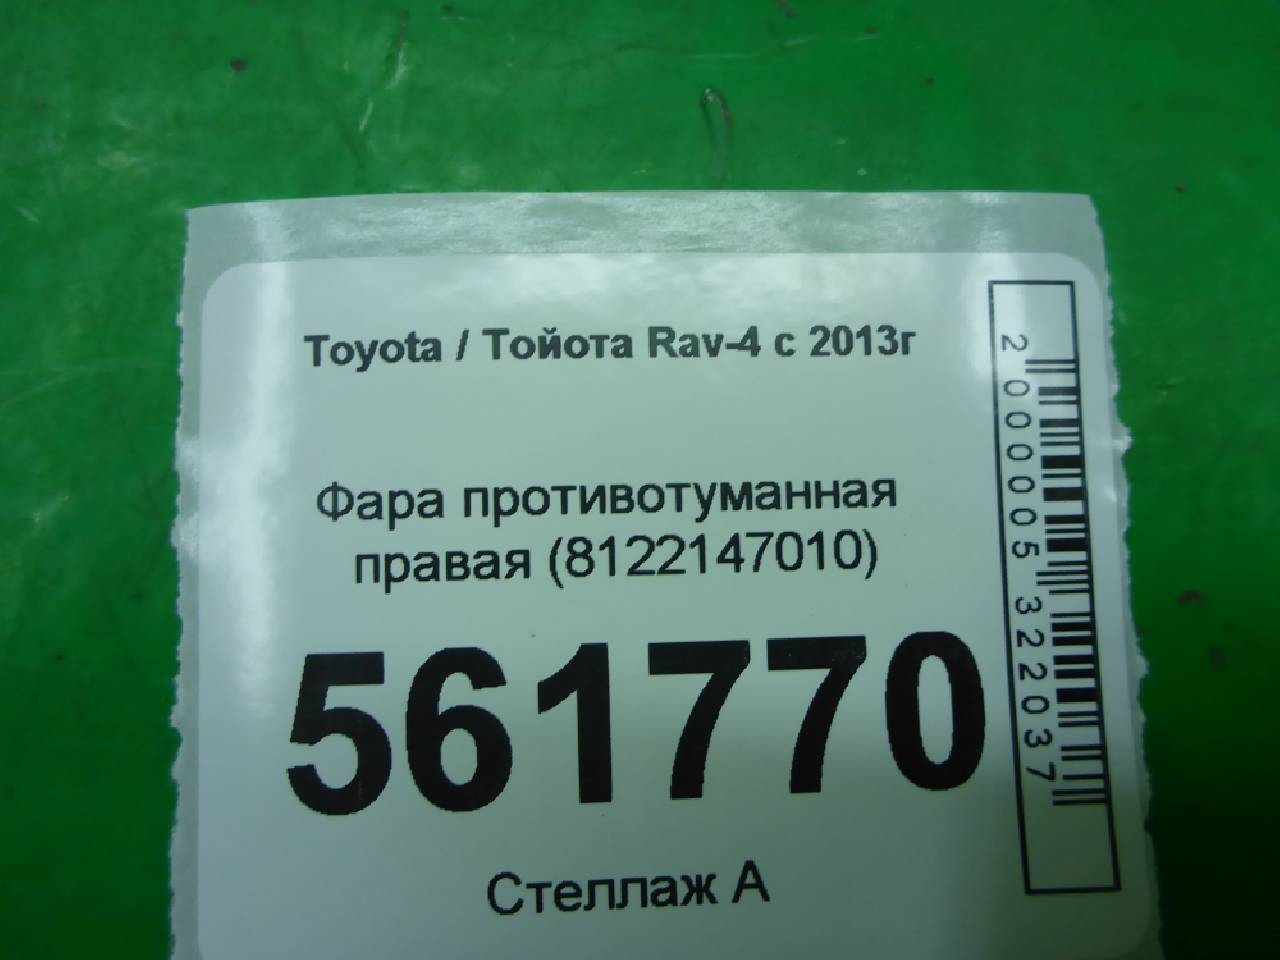 Toyota / Тойота Rav-4 с 2013г
Фара противотуманная
правая (8122147010)
561770
Стеллаж А
2000005322037